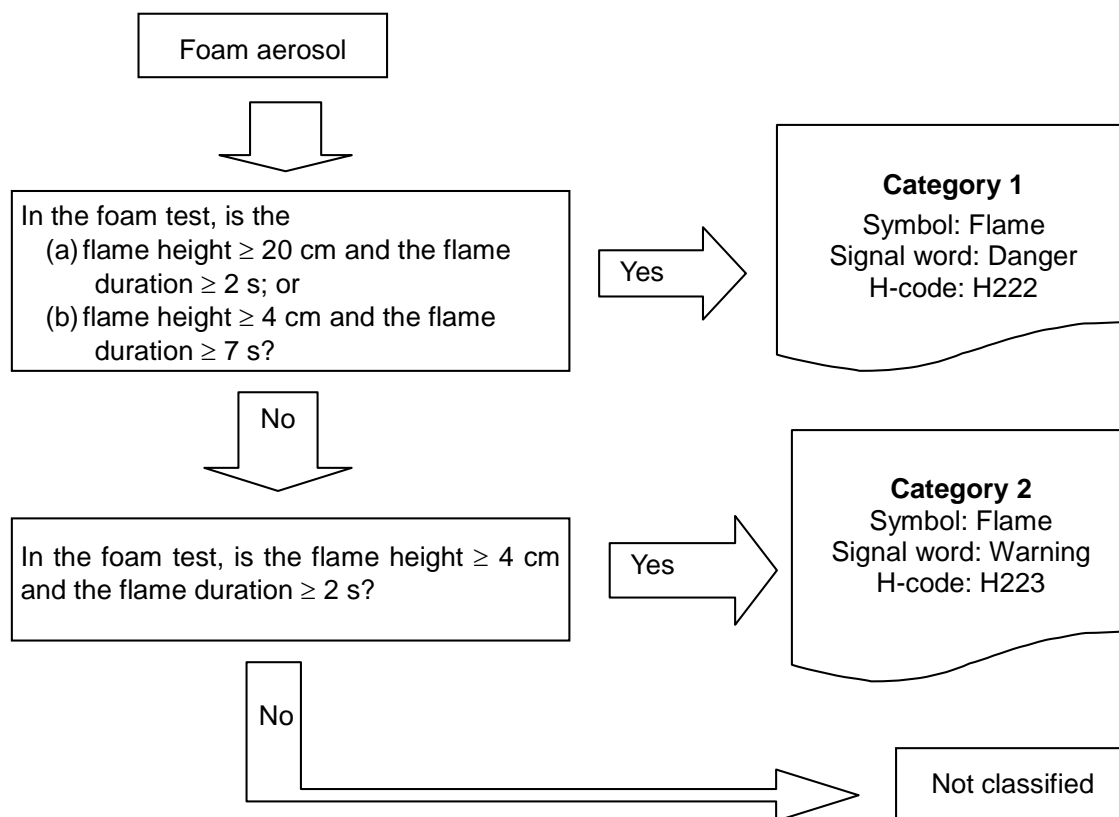 Foam aerosol
In the foam test, is the
(a) flame height ≥ 20 cm and the flame
duration ≥ 2 s; or
(b) flame height ≥ 4 cm and the flame
duration ≥ 7 s?
Yes
Category 1
Symbol: Flame
Signal word: Danger
H-code: H222
No
In the foam test, is the flame height ≥ 4 cm
and the flame duration ≥ 2 s?
Yes
Category 2
Symbol: Flame
Signal word: Warning
H-code: H223
No
Not classified